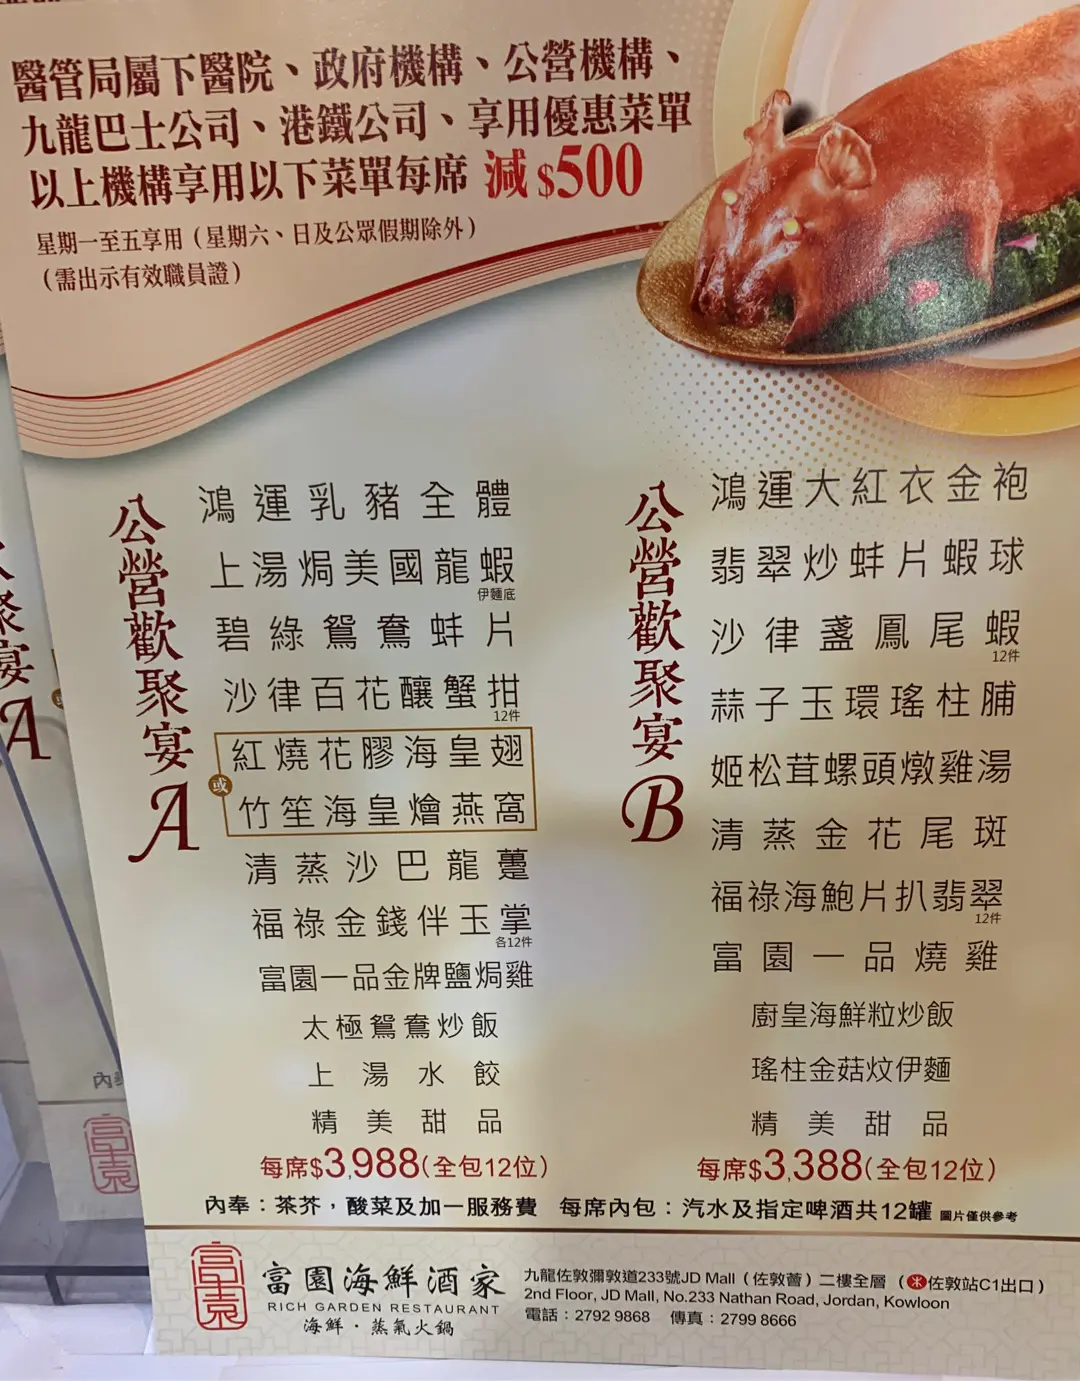 醫管局屬下醫院、政府機構、公營機構、
九龍巴士公司、港鐵公司、享用優惠菜單
以上機構享用以下菜單每席 減$500
星期一至五享用(星期六、日及公眾假期除外)
(需出示有效職員證)
公營歡聚宴A
鴻運乳豬全體
上湯焗美國龍蝦
伊麵底
碧綠鴛鴦蚌片
沙律百花釀蟹拑
12件
紅燒花膠海皇翅
或
竹笙海皇燴燕窩
清蒸沙巴龍躉
福祿金錢伴玉掌
各12件
富園一品金牌鹽焗雞
太極鴛鴦炒飯
上湯水餃
精美甜品
每席$3,988(全包12位)
公營歡聚宴B
鴻運大紅衣金袍
翡翠炒蚌片蝦球
沙律盞鳳尾蝦
12件
蒜子玉環瑤柱脯
姬松茸螺頭燉雞湯
清蒸金花尾斑
福祿海鮑片扒翡翠
12件
富園一品燒雞
廚皇海鮮粒炒飯
瑤柱金菇炆伊麵
精美甜品
每席$3,388(全包12位)
內奉：茶芥，酸菜及加一服務費 每席內包：汽水及指定啤酒共12罐 圖片僅供參考
富園
富園海鮮酒家
RICH GARDEN RESTAURANT
海鮮・蒸氣火鍋
九龍佐敦彌敦道233號JD Mall（佐敦薈）二樓全層（佐敦站C1出口）
2nd Floor, JD Mall, No.233 Nathan Road, Jordan, Kowloon
電話：2792 9868 傳真：2799 8666
聚宴A
內
富園